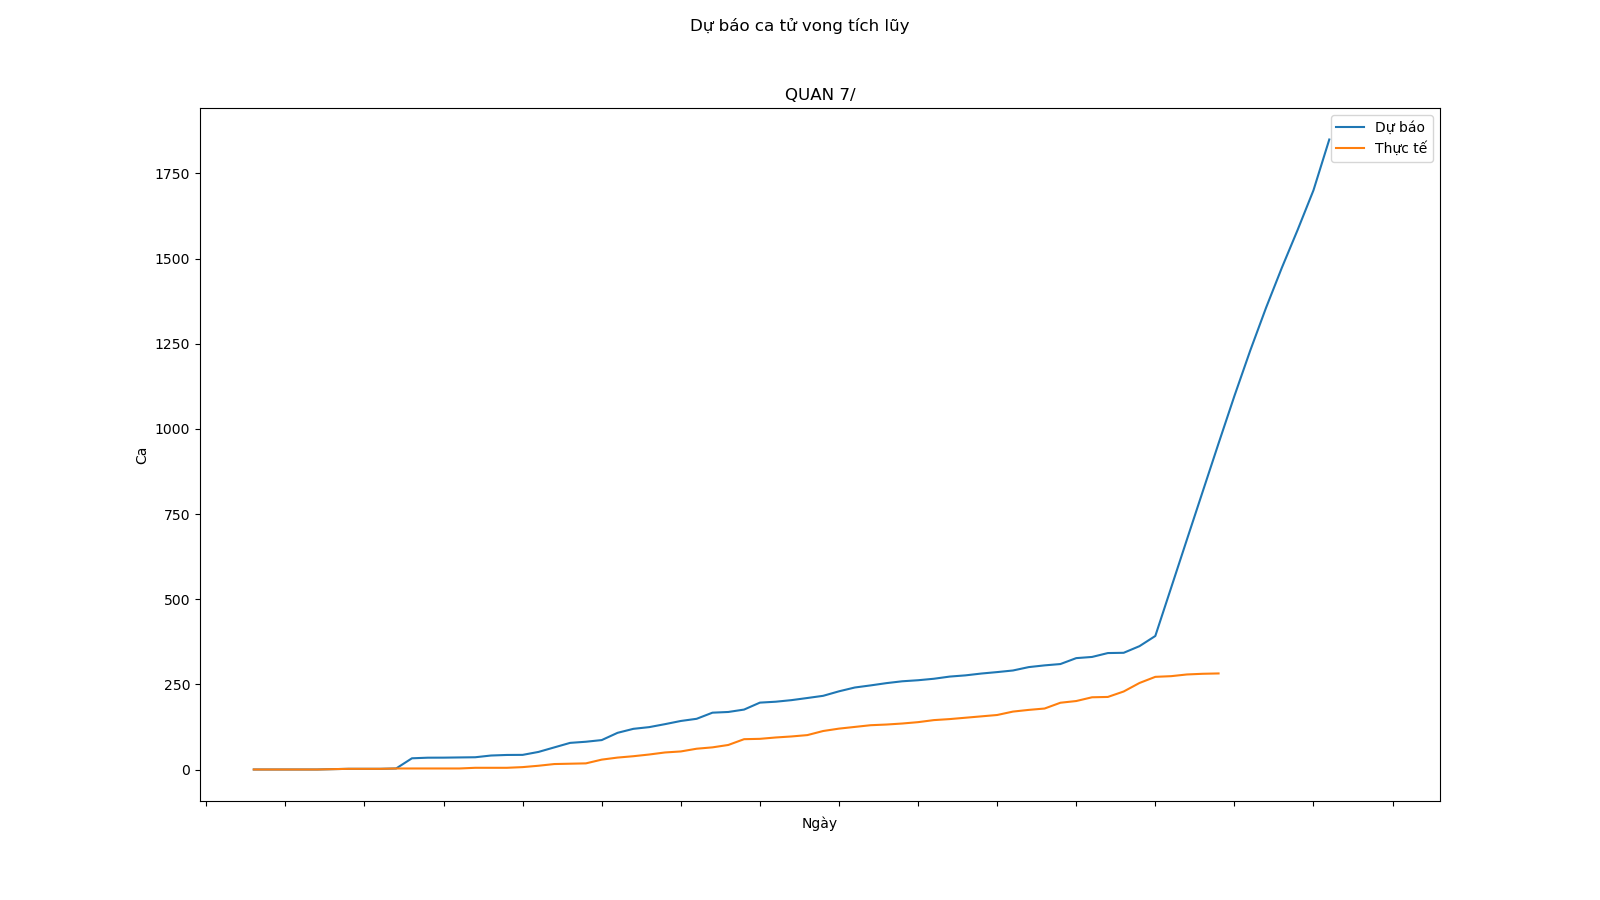 Dự báo ca tử vong tích lũy
QUAN 7/
Dự báo
Thực tế
1750
1500
1250
1000
750
500
250
0
Ca
Ngày